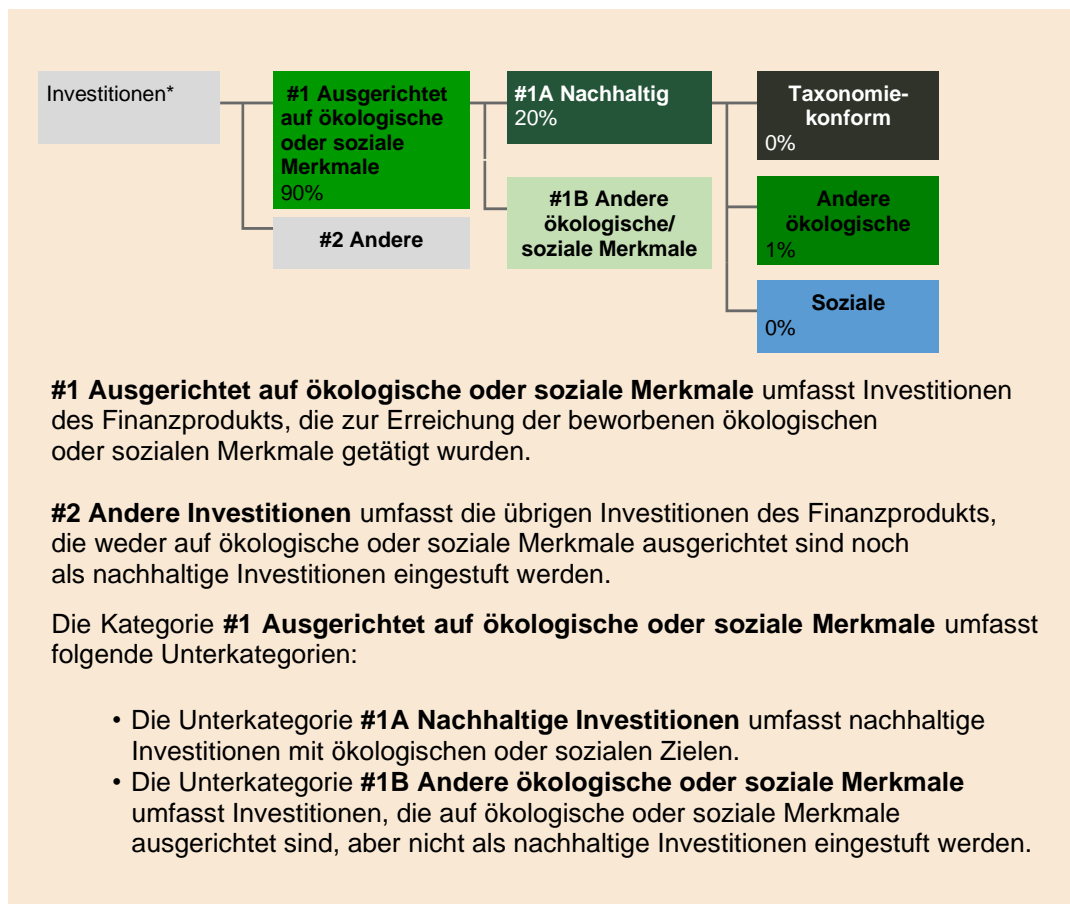 Investitionen*
#1 Ausgerichtet
auf ökologische
oder soziale
Merkmale
90%
#2 Andere
#1A Nachhaltig
20%
#1B Andere
ökologische/
soziale Merkmale
Taxonomie-
konform
0%
Andere
ökologische
1%
Soziale
0%
#1 Ausgerichtet auf ökologische oder soziale Merkmale umfasst Investitionen
des Finanzprodukts, die zur Erreichung der beworbenen ökologischen
oder sozialen Merkmale getätigt wurden.
#2 Andere Investitionen umfasst die übrigen Investitionen des Finanzprodukts,
die weder auf ökologische oder soziale Merkmale ausgerichtet sind noch
als nachhaltige Investitionen eingestuft werden.
Die Kategorie #1 Ausgerichtet auf ökologische oder soziale Merkmale umfasst
folgende Unterkategorien:
• Die Unterkategorie #1A Nachhaltige Investitionen umfasst nachhaltige
Investitionen mit ökologischen oder sozialen Zielen.
• Die Unterkategorie #1B Andere ökologische oder soziale Merkmale
umfasst Investitionen, die auf ökologische oder soziale Merkmale
ausgerichtet sind, aber nicht als nachhaltige Investitionen eingestuft werden.